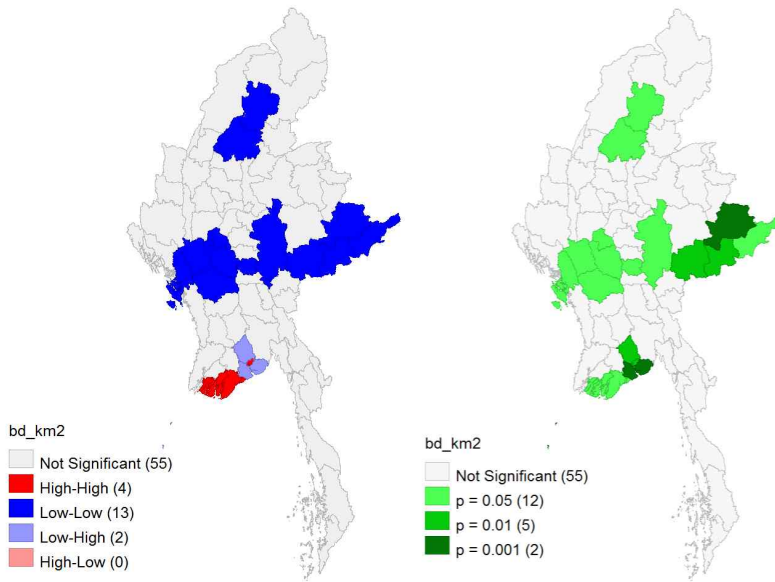 bd_km2
Not Significant (55)
High-High (4)
Low-Low (13)
Low-High (2)
High-Low (0)
bd_km2
Not Significant (55)
p = 0.05 (12)
p = 0.01 (5)
p = 0.001 (2)